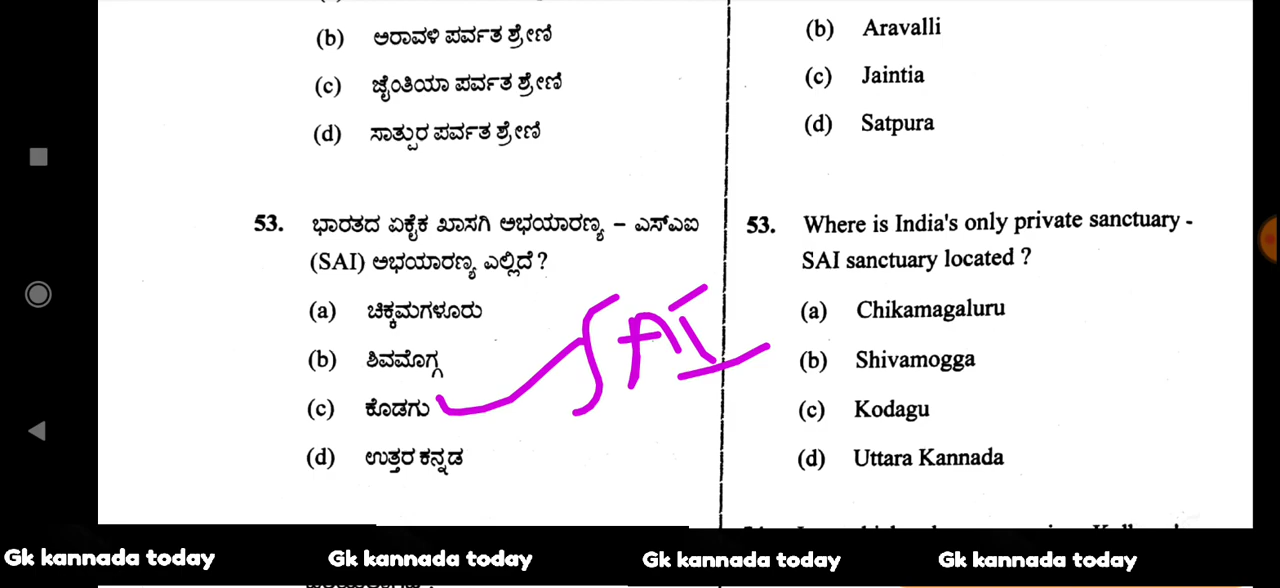 (b) ಅರಾವಳಿ ಪರ್ವತ ಶ್ರೇಣಿ
(c) ಜೈಂತಿಯಾ ಪರ್ವತ ಶ್ರೇಣಿ
(d) ಸಾತ್ಪುರ ಪರ್ವತ ಶ್ರೇಣಿ
53. ಭಾರತದ ಏಕೈಕ ಖಾಸಗಿ ಅಭಯಾರಣ್ಯ – ಎಸ್ಎಐ
(SAI) ಅಭಯಾರಣ್ಯ ಎಲ್ಲಿದೆ ?
(a) ಚಿಕ್ಕಮಗಳೂರು
(b) ಶಿವಮೊಗ್ಗ
(c) ಕೊಡಗು
(d) ಉತ್ತರ ಕನ್ನಡ
SAI
(b) Aravalli
(c) Jaintia
(d) Satpura
53. Where is India's only private sanctuary -
SAI sanctuary located ?
(a) Chikamagaluru
(b) Shivamogga
(c) Kodagu
(d) Uttara Kannada
Gk kannada today Gk kannada today Gk kannada today Gk kannada today